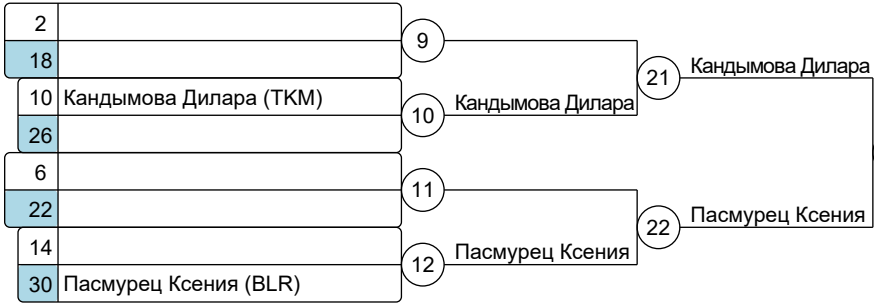 2
9
18
21 Кандымова Дилара
10 Кандымова Дилара (TKM)
10 Кандымова Дилара
26
6
11
22
22 Пасмурец Ксения
14
12 Пасмурец Ксения
30 Пасмурец Ксения (BLR)